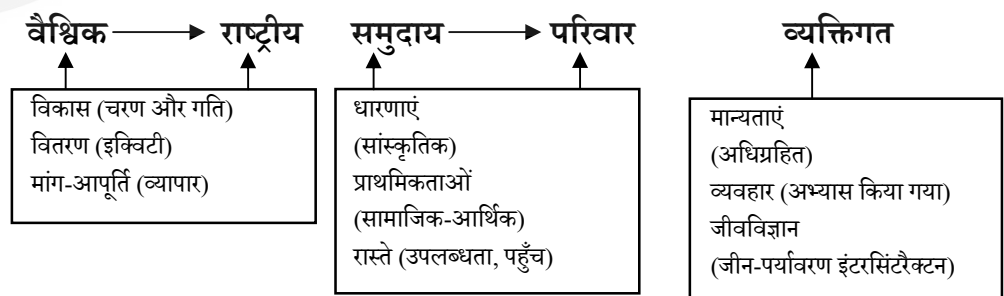 वैश्विक राष्ट्रीय समुदाय परिवार व्यक्तिगत
विकास (चरण और गति)
वितरण (इक्विटी)
मांग-आपूर्ति (व्यापार)
धारणाएं
(सांस्कृतिक)
प्राथमिकताओं
(सामाजिक-आर्थिक)
रास्ते (उपलब्धता, पहुँच)
मान्यताएं
(अधिग्रहित)
व्यवहार (अभ्यास किया गया)
जीवविज्ञान
(जीन-पर्यावरण इंटरसिंटरैक्टन)